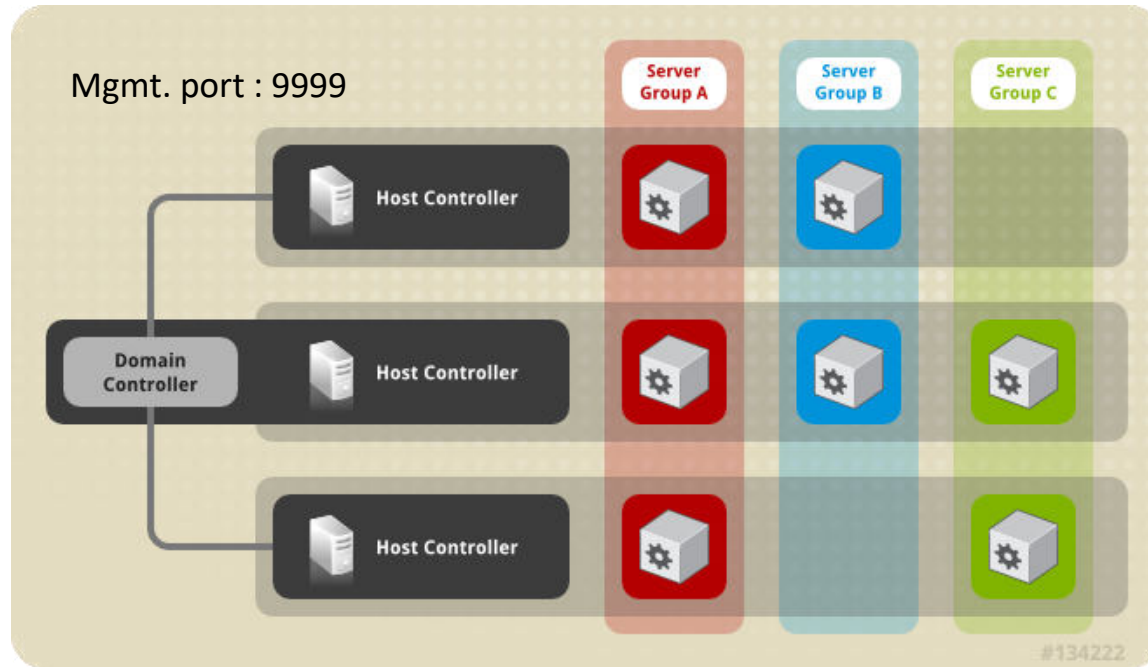 Mgmt. port : 9999
Server
Group A
Server
Group B
Server
Group C
Host Controller
Domain
Controller
Host Controller
Host Controller
#134222